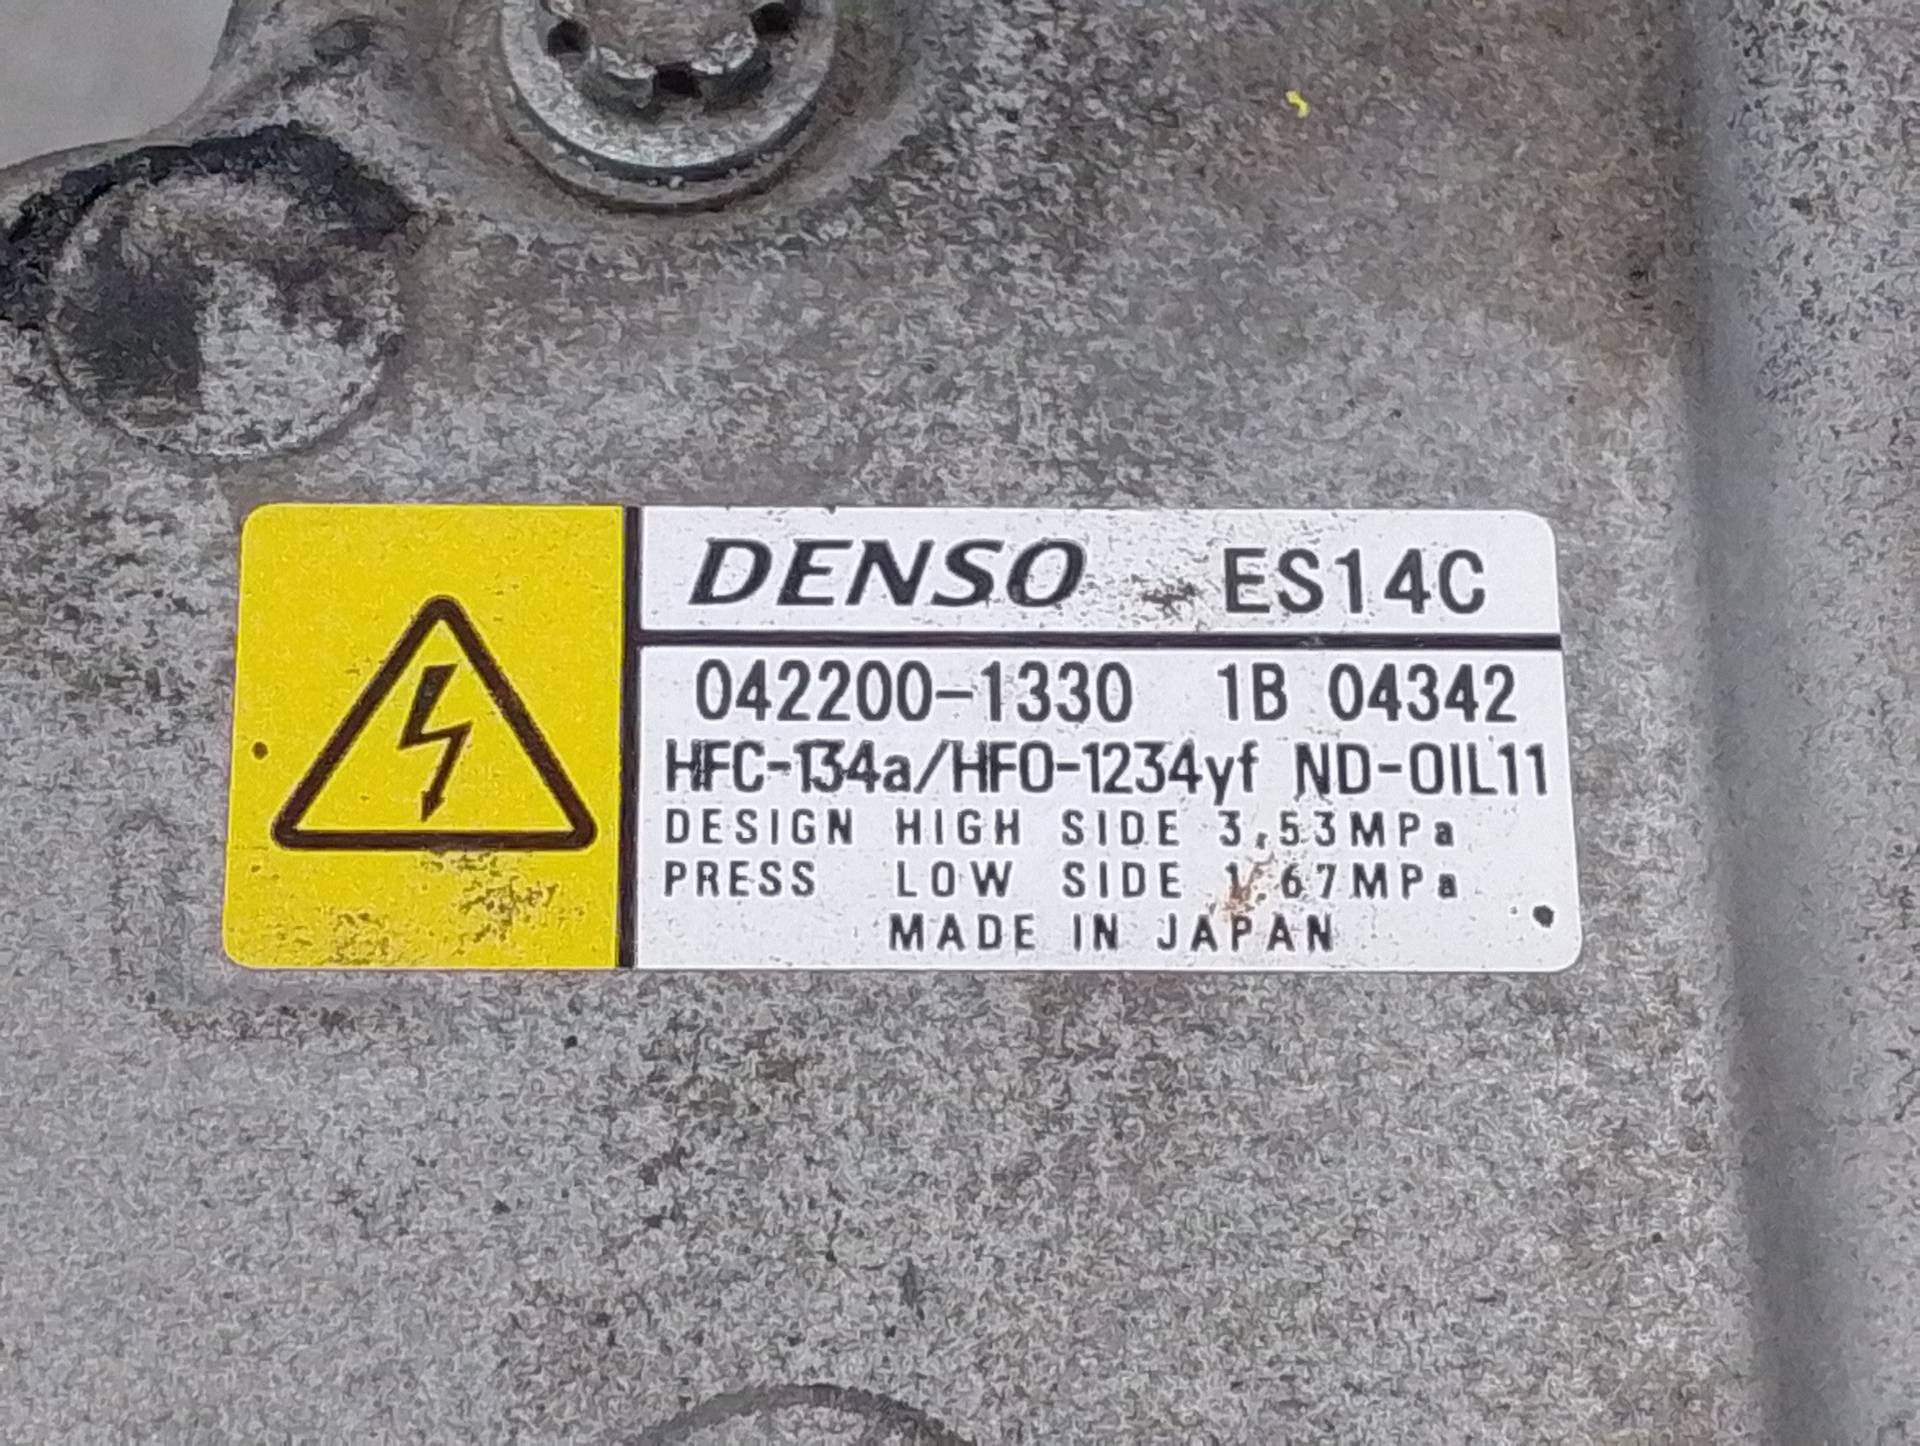 DENSO ES14C
042200-1330 1B 04342
HFC-134a/HFO-1234yf ND-OIL11
DESIGN HIGH SIDE 3.53MPa
PRESS LOW SIDE 1.67MPa
MADE IN JAPAN